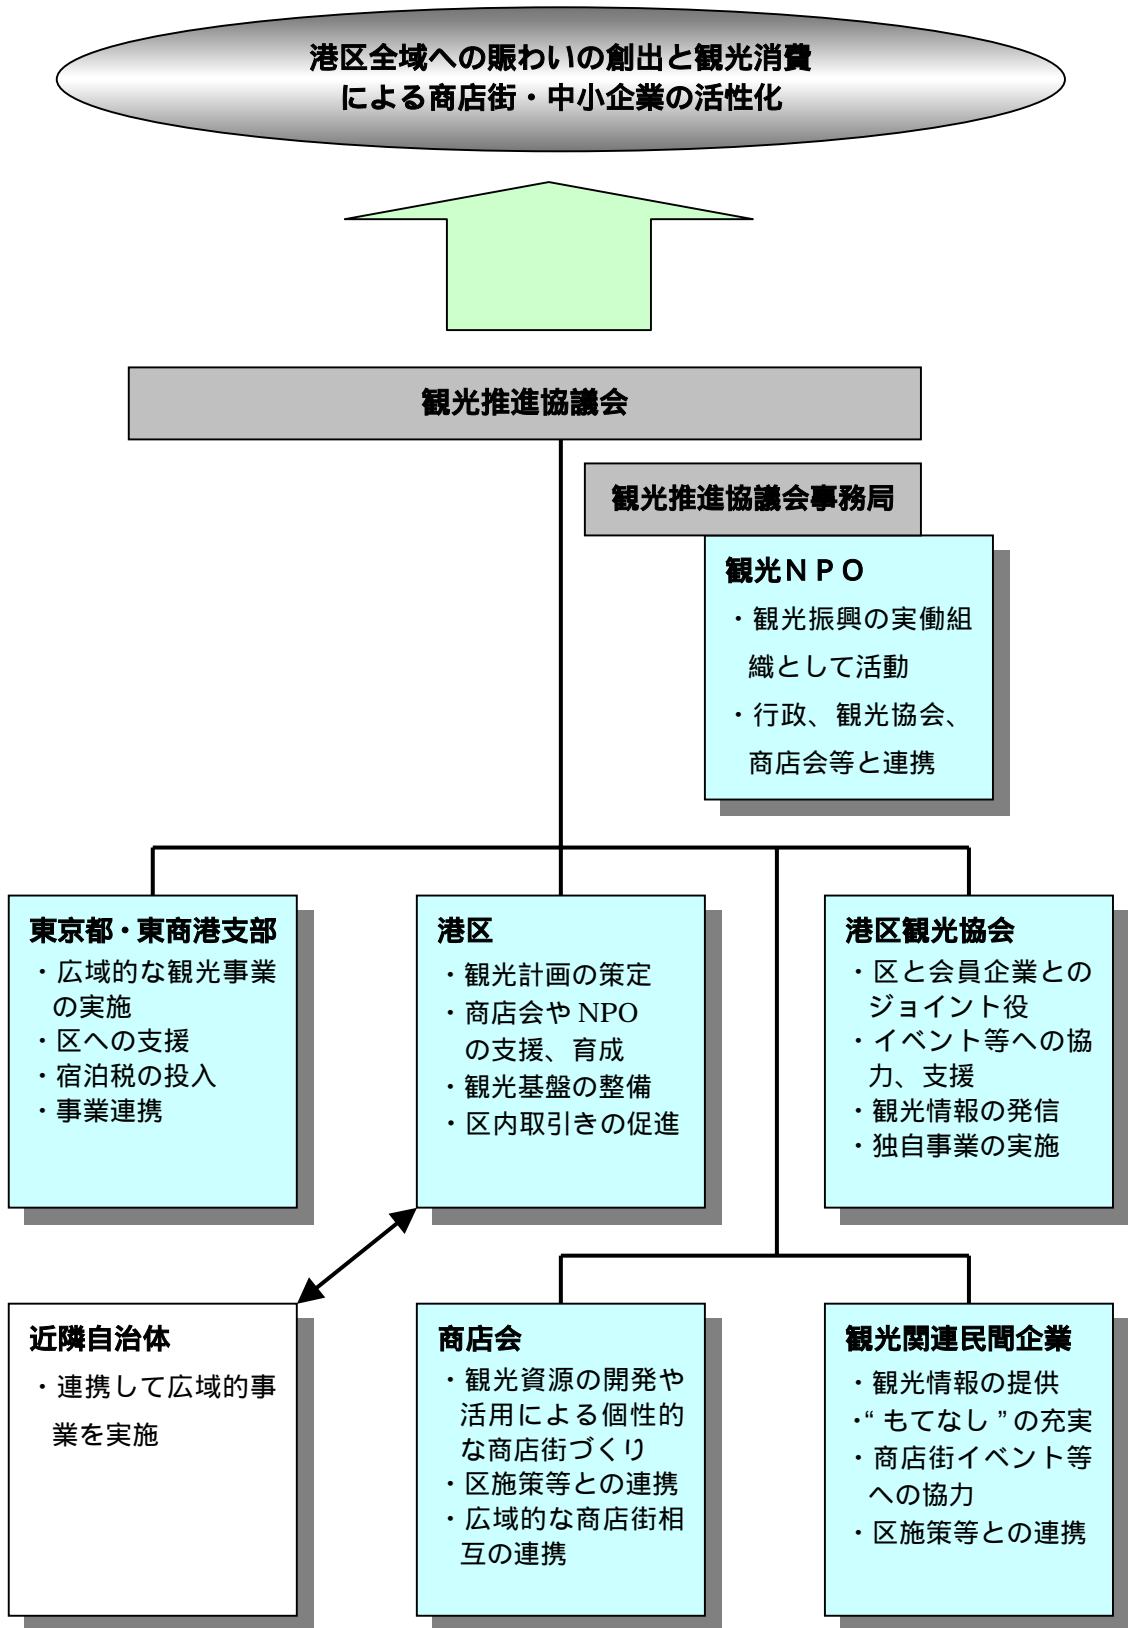 港区全域への賑わいの創出と観光消費
による商店街・中小企業の活性化
観光推進協議会
観光推進協議会事務局
観光ＮＰＯ
・観光振興の実働組
織として活動
・行政、観光協会、
商店会等と連携
東京都・東商港支部
・広域的な観光事業
の実施
・区への支援
・宿泊税の投入
・事業連携
港区
・観光計画の策定
・商店会や NPO
の支援、育成
・観光基盤の整備
・区内取引きの促進
港区観光協会
・区と会員企業との
ジョイント役
・イベント等への協
力、支援
・観光情報の発信
・独自事業の実施
近隣自治体
・連携して広域的事
業を実施
商店会
・観光資源の開発や
活用による個性的
な商店街づくり
・区施策等との連携
・広域的な商店街相
互の連携
観光関連民間企業
・観光情報の提供
・“もてなし”の充実
・商店街イベント等
への協力
・区施策等との連携